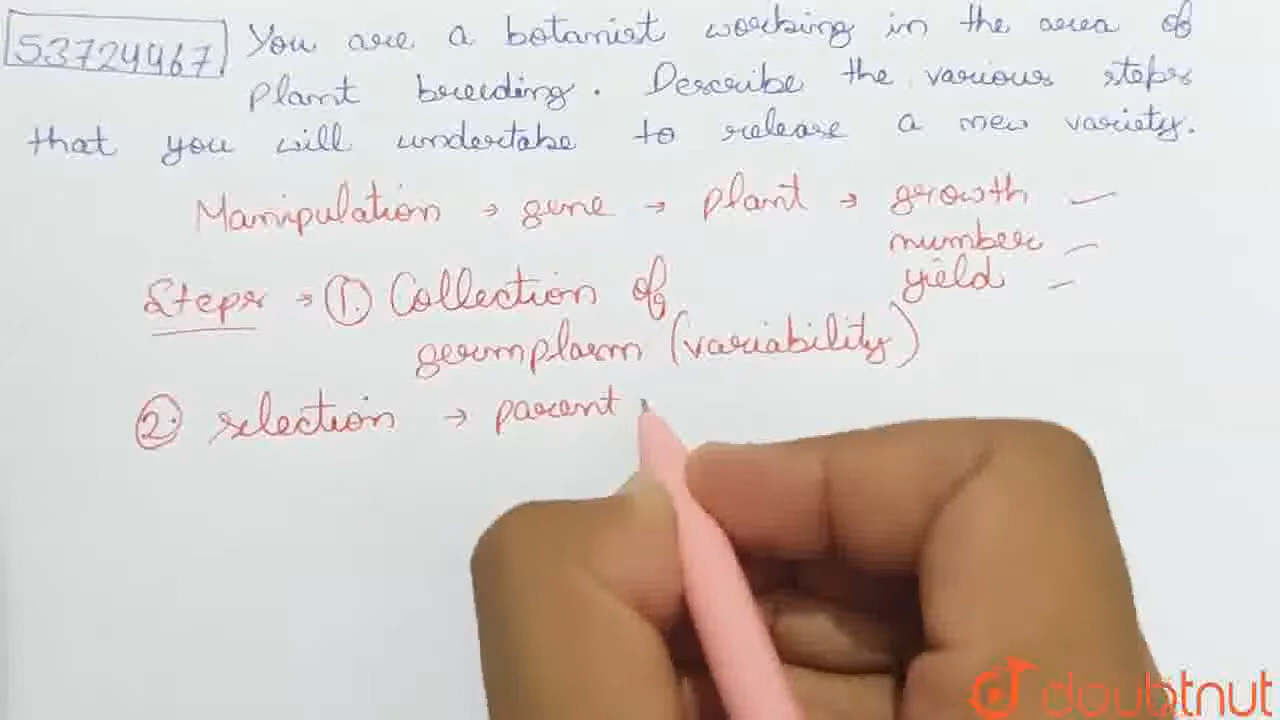 53724967 You are a botanist working in the area of
plant breeding. Describe the various steps
that you will undertake to release a new variety.
Manipulation → gene → plant → growth
number
yield
Steps → 1. Collection of
germplasm (variability)
2. selection → parent
doubtnut